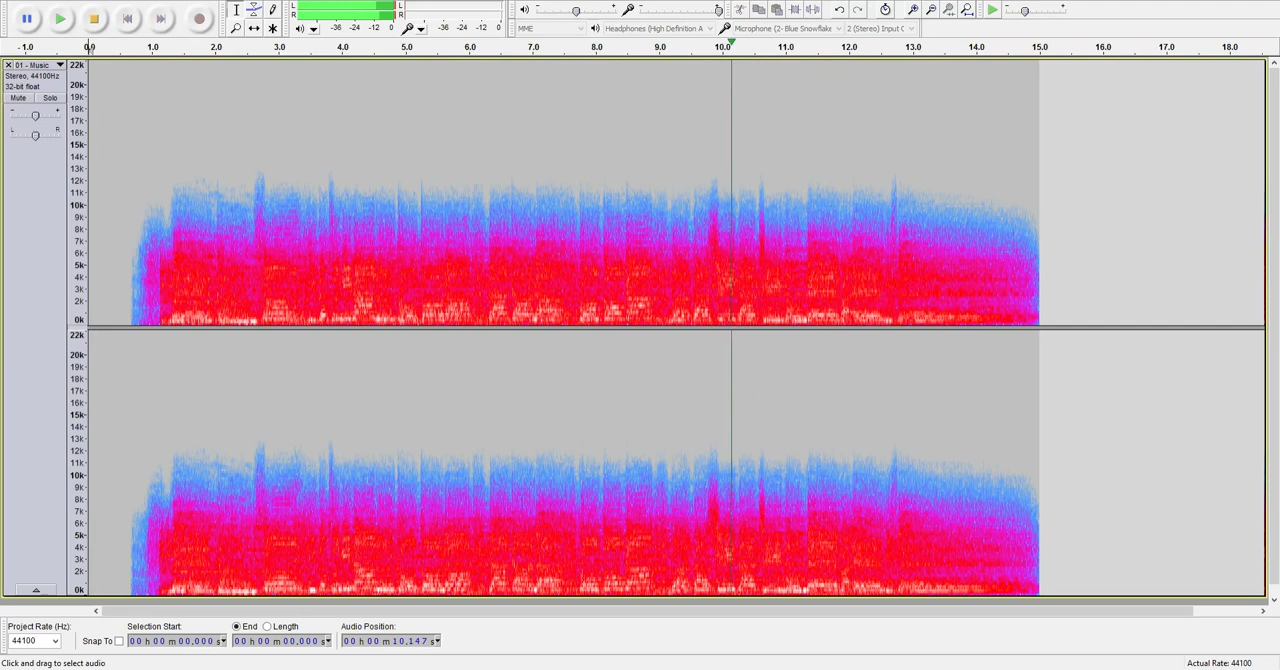 L
R
L
R
-36 -24 -12 0
-36 -24 -12 0
- +
- +
- +
MME
Headphones (High Definition A
Microphone (2- Blue Snowflake
2 (Stereo) Input C
-1.0 0.0 1.0 2.0 3.0 4.0 5.0 6.0 7.0 8.0 9.0 10.0 11.0 12.0 13.0 14.0 15.0 16.0 17.0 18.0
01 - Music
Stereo, 44100Hz
32-bit float
Mute Solo
- +
L R
22k
20k
19k
18k
17k
16k
15k
14k
13k
12k
11k
10k
9k
8k
7k
6k
5k
4k
3k
2k
0k
22k
20k
19k
18k
17k
16k
15k
14k
13k
12k
11k
10k
9k
8k
7k
6k
5k
4k
3k
2k
0k
Project Rate (Hz): Selection Start: End Length Audio Position:
44100 Snap To 00 h 00 m 00.000 s 00 h 00 m 00.000 s 00 h 00 m 10.147 s
Click and drag to select audio
Actual Rate: 44100